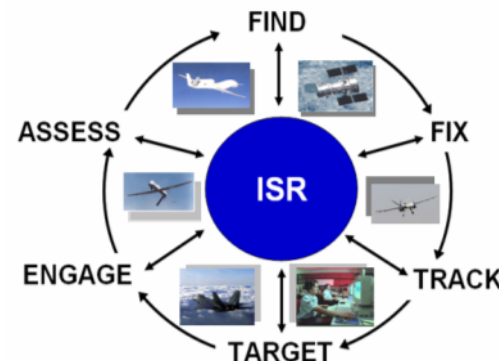 FIND
ASSESS
FIX
ISR
ENGAGE
TRACK
TARGET